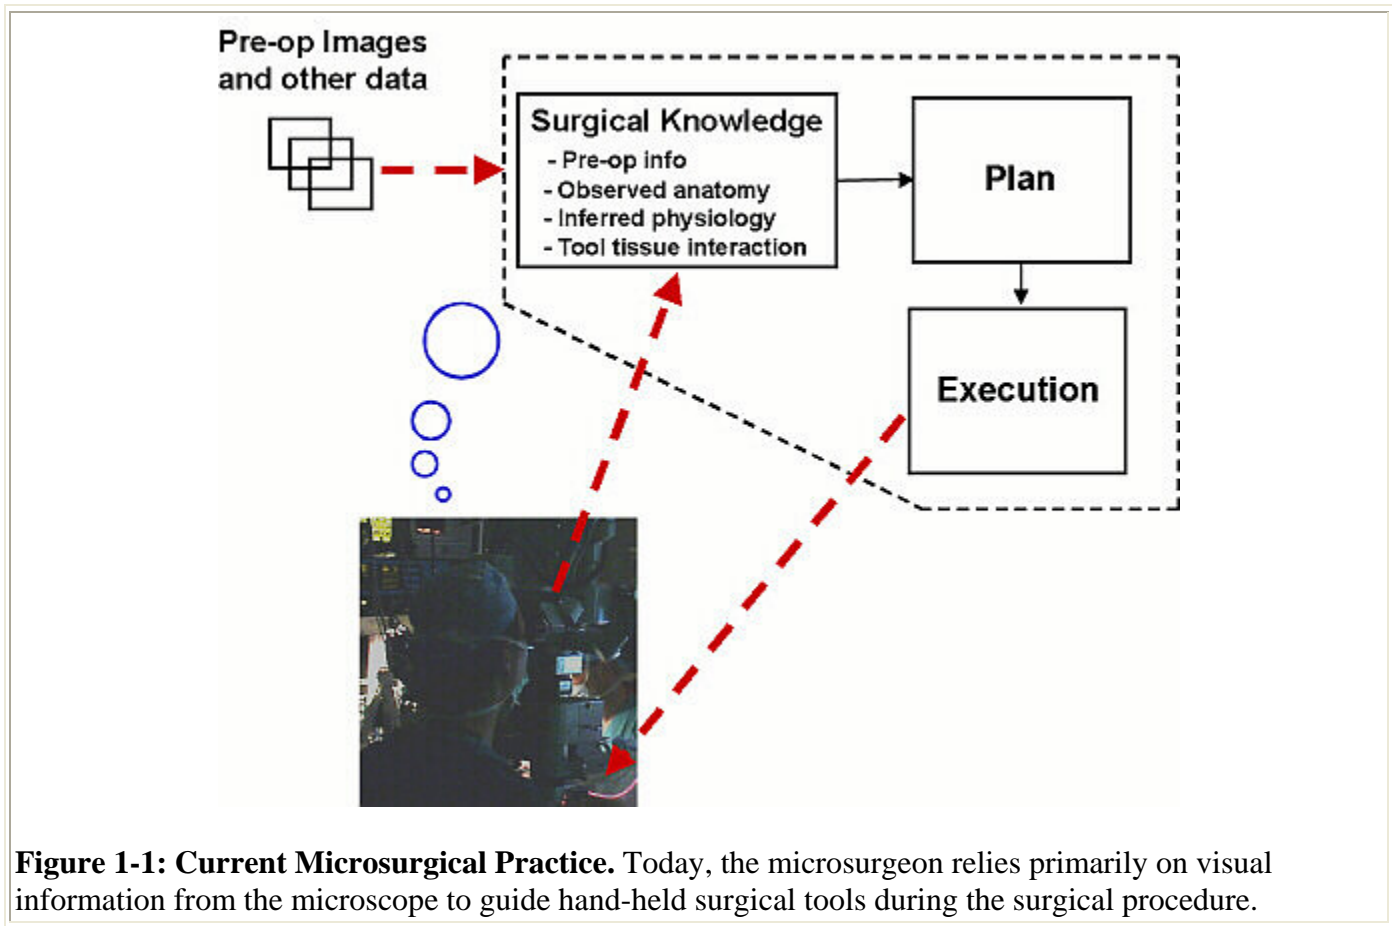 Pre-op Images
and other data
Surgical Knowledge
- Pre-op info
- Observed anatomy
- Inferred physiology
- Tool tissue interaction
Plan
Execution
Figure 1-1: Current Microsurgical Practice. Today, the microsurgeon relies primarily on visual
information from the microscope to guide hand-held surgical tools during the surgical procedure.